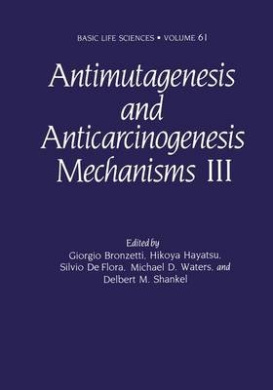 BASIC LIFE SCIENCES • VOLUME 61
Antimutagenesis
and
Anticarcinogenesis
Mechanisms III
Edited by
Giorgio Bronzetti, Hikoya Hayatsu,
Silvio De Flora, Michael D. Waters, and
Delbert M. Shankel